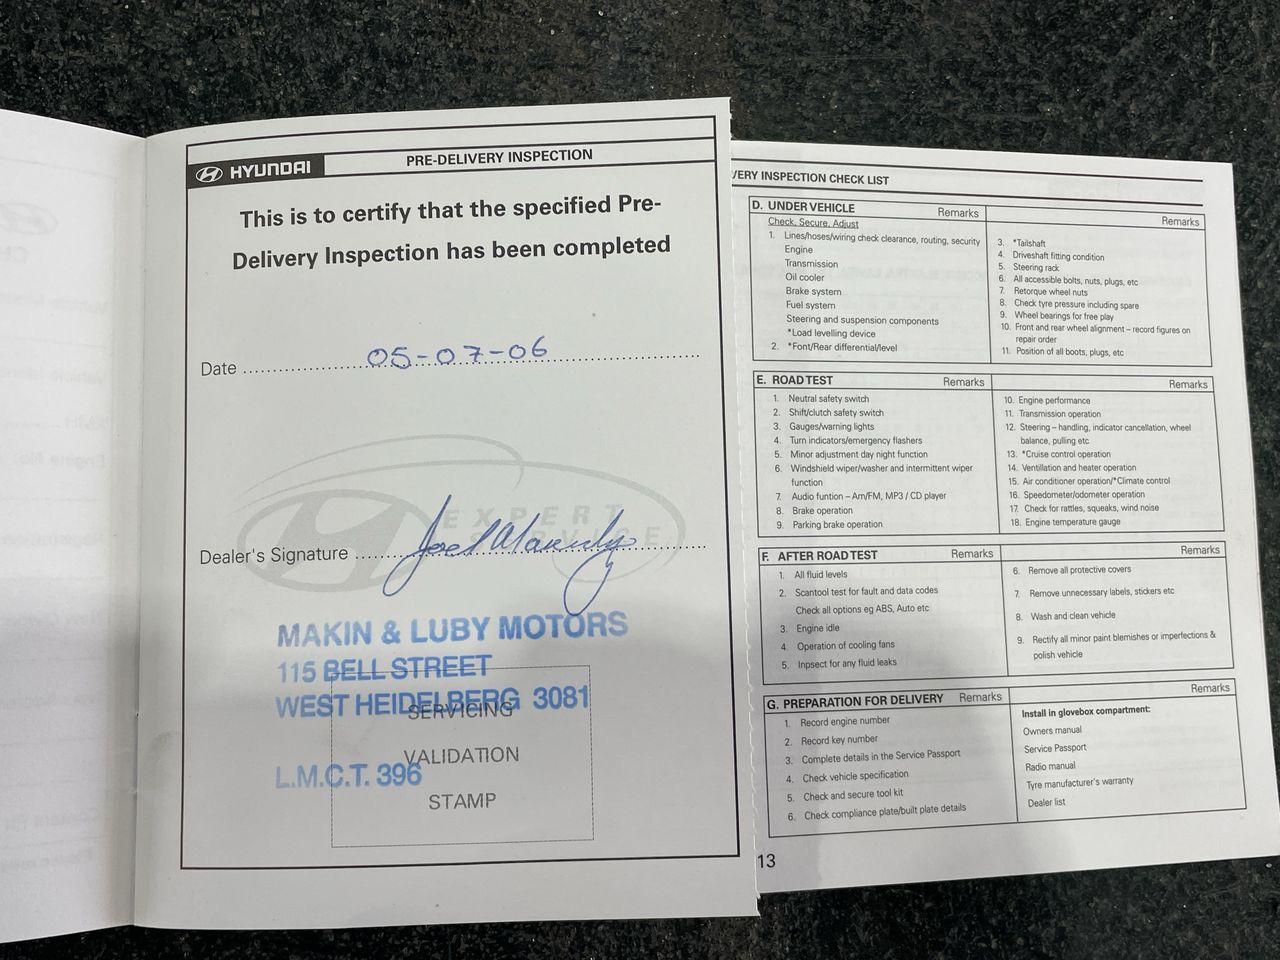 HYUNDAI
PRE-DELIVERY INSPECTION
This is to certify that the specified Pre-
Delivery Inspection has been completed
Date
05-07-06
EXPERT
SERVICE
Dealer's Signature
MAKIN & LUBY MOTORS
115 BELL STREET
WEST HEIDELBERG 3081
L.M.C.T. 396
SERVICING
VALIDATION
STAMP
VERY INSPECTION CHECK LIST
D. UNDER VEHICLE
Remarks
Remarks
Check, Secure, Adjust
1. Lines/hoses/wiring check clearance, routing, security
Engine
Transmission
Oil cooler
Brake system
Fuel system
Steering and suspension components
*Load levelling device
2. *Font/Rear differential/level
3. *Tailshaft
4. Driveshaft fitting condition
5. Steering rack
6. All accessible bolts, nuts, plugs, etc
7. Retorque wheel nuts
8. Check tyre pressure including spare
9. Wheel bearings for free play
10. Front and rear wheel alignment – record figures on
repair order
11. Position of all boots, plugs, etc
E. ROAD TEST
Remarks
Remarks
1. Neutral safety switch
2. Shift/clutch safety switch
3. Gauges/warning lights
4. Turn indicators/emergency flashers
5. Minor adjustment day night function
6. Windshield wiper/washer and intermittent wiper
function
7. Audio funtion – Am/FM, MP3 / CD player
8. Brake operation
9. Parking brake operation
10. Engine performance
11. Transmission operation
12. Steering – handling, indicator cancellation, wheel
balance, pulling etc
13. *Cruise control operation
14. Ventillation and heater operation
15. Air conditioner operation/*Climate control
16. Speedometer/odometer operation
17. Check for rattles, squeaks, wind noise
18. Engine temperature gauge
F. AFTER ROAD TEST
Remarks
Remarks
1. All fluid levels
2. Scantool test for fault and data codes
Check all options eg ABS, Auto etc
3. Engine idle
4. Operation of cooling fans
5. Inpsect for any fluid leaks
6. Remove all protective covers
7. Remove unnecessary labels, stickers etc
8. Wash and clean vehicle
9. Rectify all minor paint blemishes or imperfections &
polish vehicle
G. PREPARATION FOR DELIVERY
Remarks
Remarks
1. Record engine number
2. Record key number
3. Complete details in the Service Passport
4. Check vehicle specification
5. Check and secure tool kit
6. Check compliance plate/built plate details
Install in glovebox compartment:
Owners manual
Service Passport
Radio manual
Tyre manufacturer's warranty
Dealer list
13